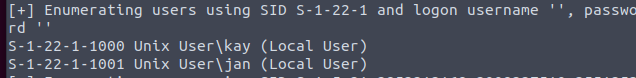 [+] Enumerating users using SID S-1-22-1 and logon username '', passwo
rd ''
S-1-22-1-1000 Unix User\kay (Local User)
S-1-22-1-1001 Unix User\jan (Local User)